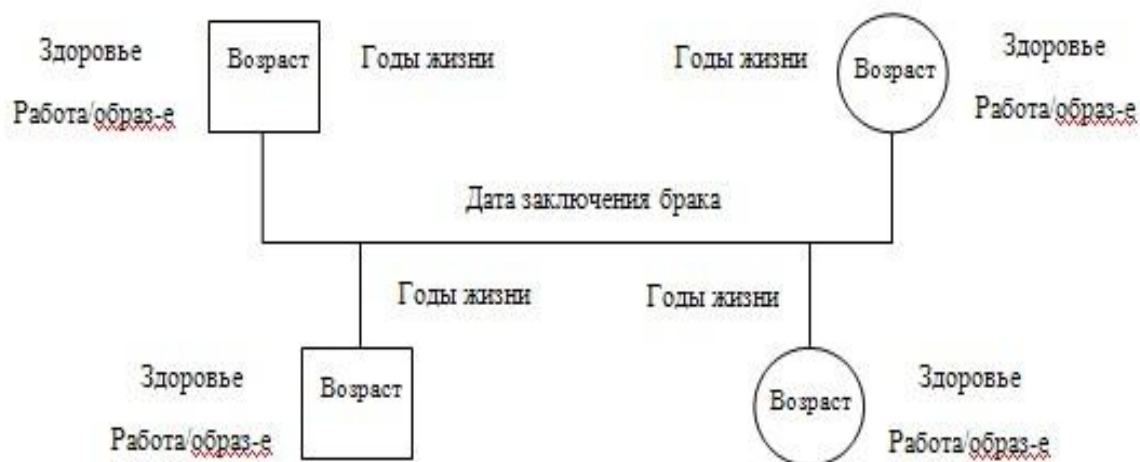 Здоровье
Возраст
Годы жизни
Годы жизни
Возраст
Здоровье
Работа/образ-е
Работа/образ-е
Дата заключения брака
Годы жизни
Годы жизни
Здоровье
Возраст
Возраст
Здоровье
Работа/образ-е
Работа/образ-е